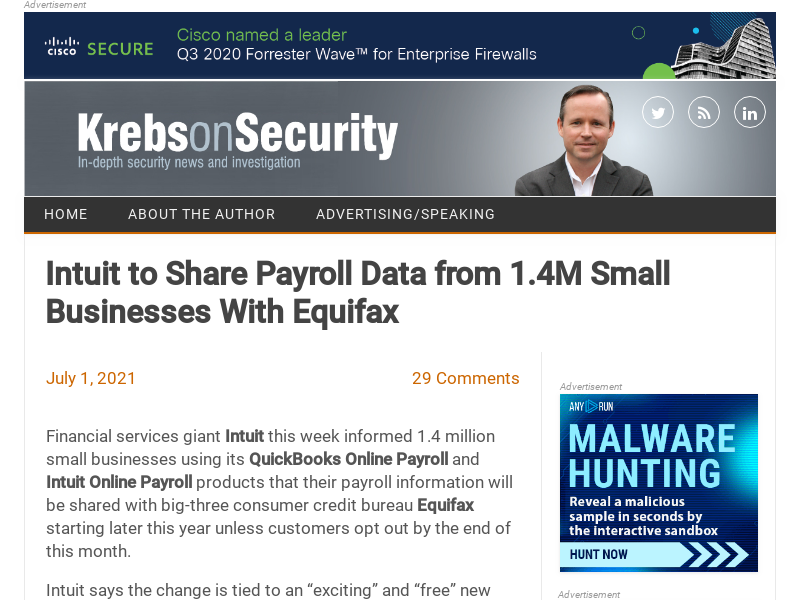 Advertisement
cisco SECURE
Cisco named a leader
Q3 2020 Forrester Wave™ for Enterprise Firewalls
KrebsonSecurity
In-depth security news and investigation
in
HOME ABOUT THE AUTHOR ADVERTISING/SPEAKING
Intuit to Share Payroll Data from 1.4M Small
Businesses With Equifax
July 1, 2021 29 Comments
Financial services giant Intuit this week informed 1.4 million
small businesses using its QuickBooks Online Payroll and
Intuit Online Payroll products that their payroll information will
be shared with big-three consumer credit bureau Equifax
starting later this year unless customers opt out by the end of
this month.
Intuit says the change is tied to an “exciting” and “free” new
Advertisement
ANY RUN
MALWARE
HUNTING
Reveal a malicious
sample in seconds by
the interactive sandbox
HUNT NOW
Advertisement